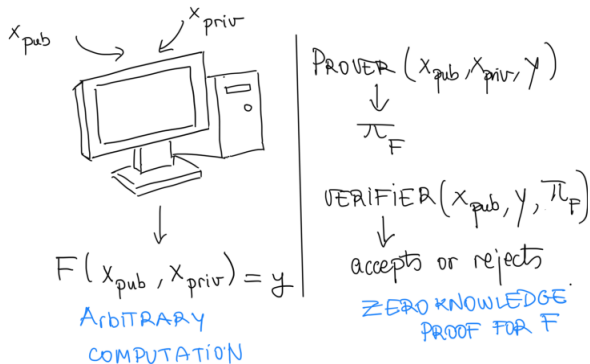 x_pub
x_priv
F(x_pub, x_priv) = y
ARBITRARY
COMPUTATION
PROVER(x_pub, x_priv, y)
↓
π_F
VERIFIER(x_pub, y, π_F)
↓
accepts or rejects
ZERO KNOWLEDGE
PROOF FOR F